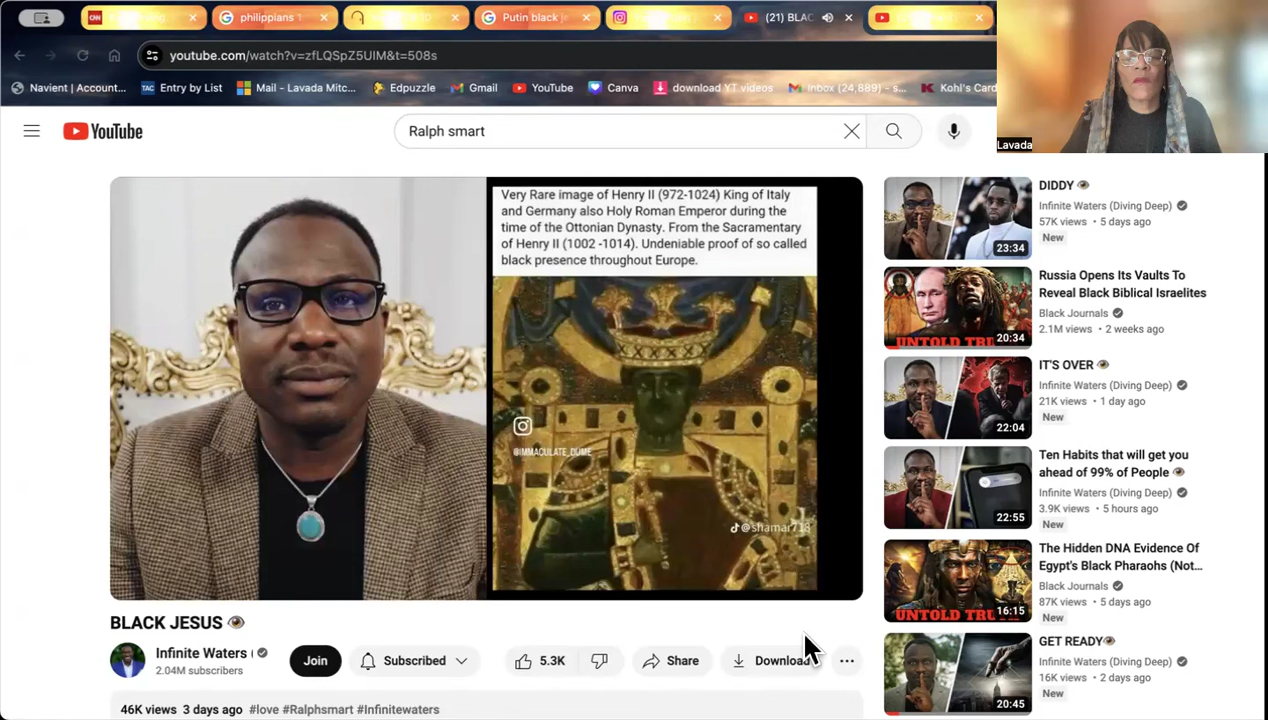 philippians 1
Putin black je
(21) BLAC
youtube.com/watch?v=zfLQSpZ5UIM&t=508s
Navient | Account...
TAC Entry by List
Mail - Lavada Mitc...
Edpuzzle
Gmail
YouTube
Canva
download YT videos
Inbox (24,889) - s...
Kohl's Card
Lavada
YouTube
Ralph smart
Very Rare image of Henry II (972-1024) King of Italy
and Germany also Holy Roman Emperor during the
time of the Ottonian Dynasty. From the Sacramentary
of Henry II (1002 -1014). Undeniable proof of so called
black presence throughout Europe.
@IMMACULATE_DOME
@shamar718
BLACK JESUS
Infinite Waters (
2.04M subscribers
Join
Subscribed
5.3K
Share
Download
46K views 3 days ago #love #Ralphsmart #Infinitewaters
DIDDY
Infinite Waters (Diving Deep)
57K views • 5 days ago
New
23:34
Russia Opens Its Vaults To
Reveal Black Biblical Israelites
Black Journals
2.1M views • 2 weeks ago
UNTOLD TRUTH
20:34
IT'S OVER
Infinite Waters (Diving Deep)
21K views • 1 day ago
New
22:04
Ten Habits that will get you
ahead of 99% of People
Infinite Waters (Diving Deep)
3.9K views • 5 hours ago
New
22:55
The Hidden DNA Evidence Of
Egypt's Black Pharaohs (Not...
Black Journals
87K views • 5 days ago
New
UNTOLD TR
16:15
GET READY
Infinite Waters (Diving Deep)
16K views • 2 days ago
New
20:45